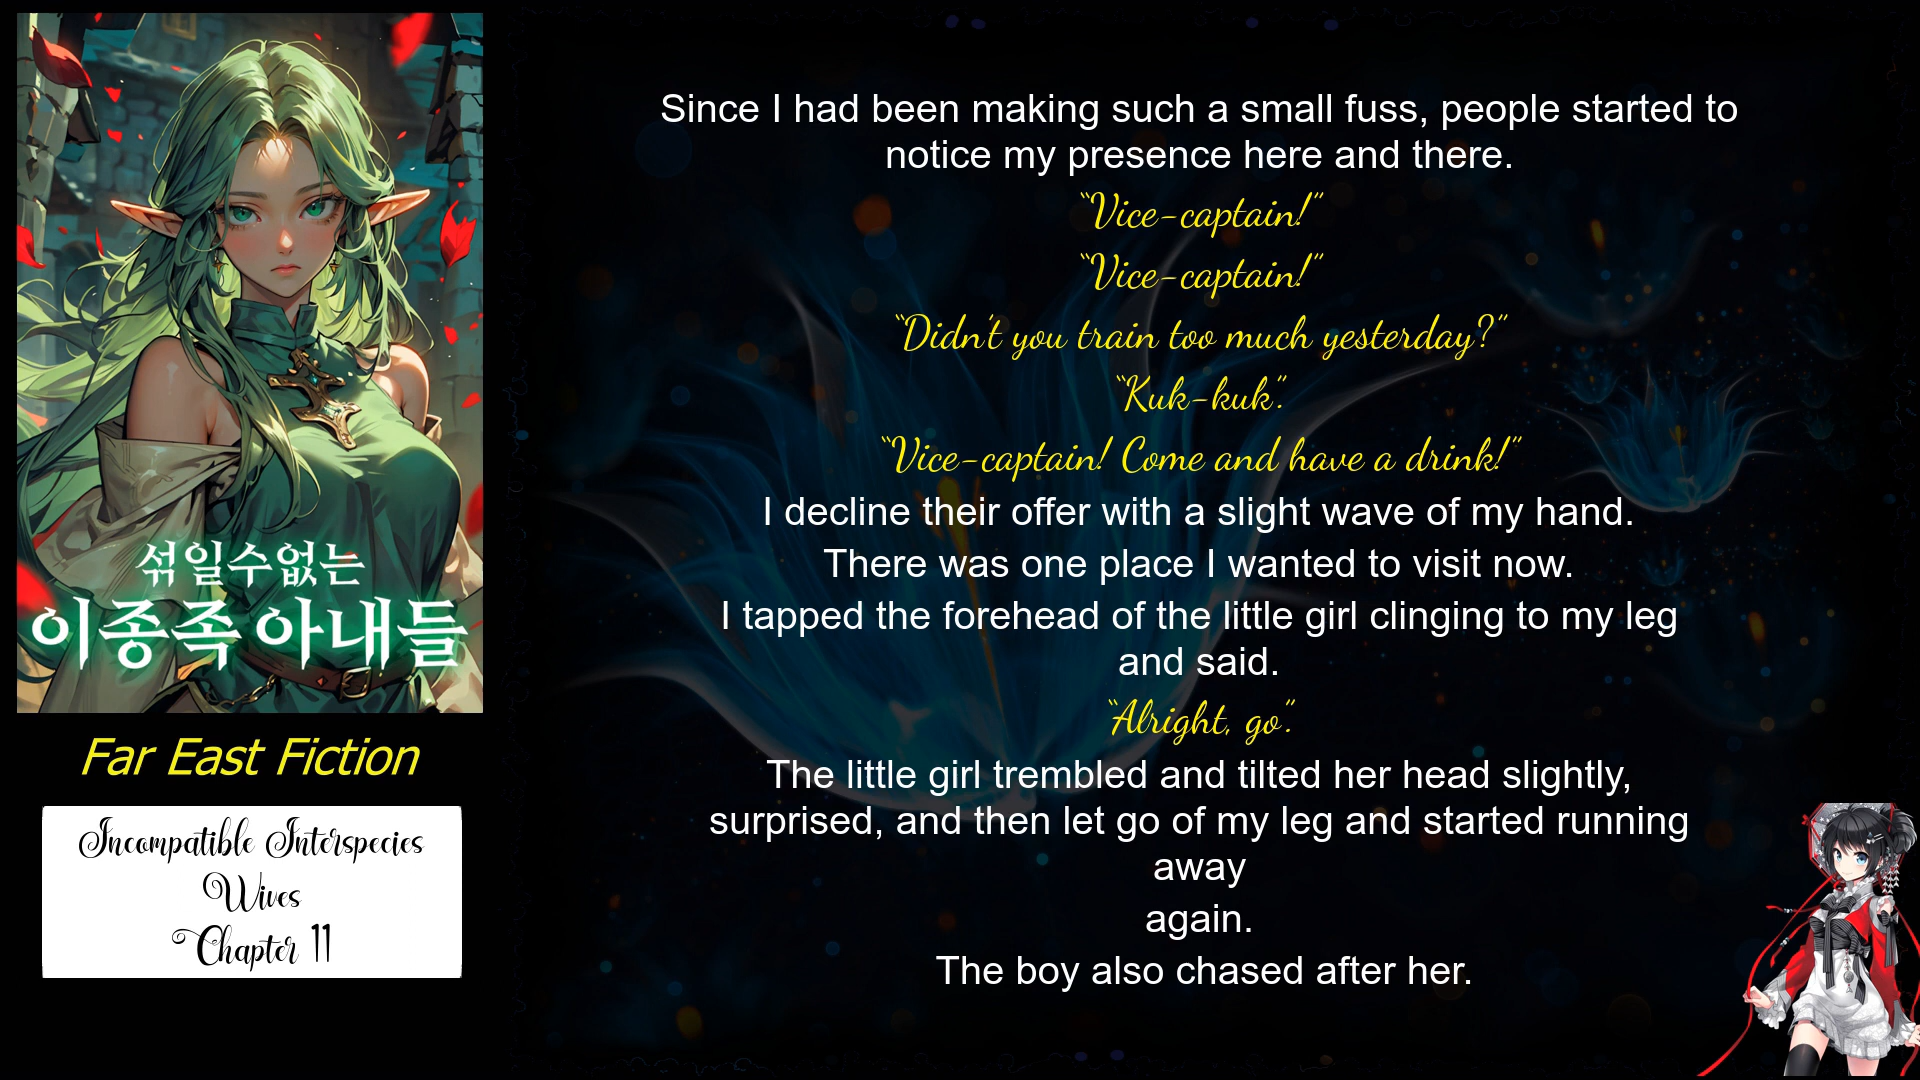 섞일수없는
이종족 아내들
Far East Fiction
Incompatible Interspecies
Wives
Chapter 11
Since I had been making such a small fuss, people started to
notice my presence here and there.
“Vice-captain!”
“Vice-captain!”
“Didn’t you train too much yesterday?”
“Kuk-kuk”.
“Vice-captain! Come and have a drink!”
I decline their offer with a slight wave of my hand.
There was one place I wanted to visit now.
I tapped the forehead of the little girl clinging to my leg
and said.
“Alright, go”.
The little girl trembled and tilted her head slightly,
surprised, and then let go of my leg and started running
away
again.
The boy also chased after her.